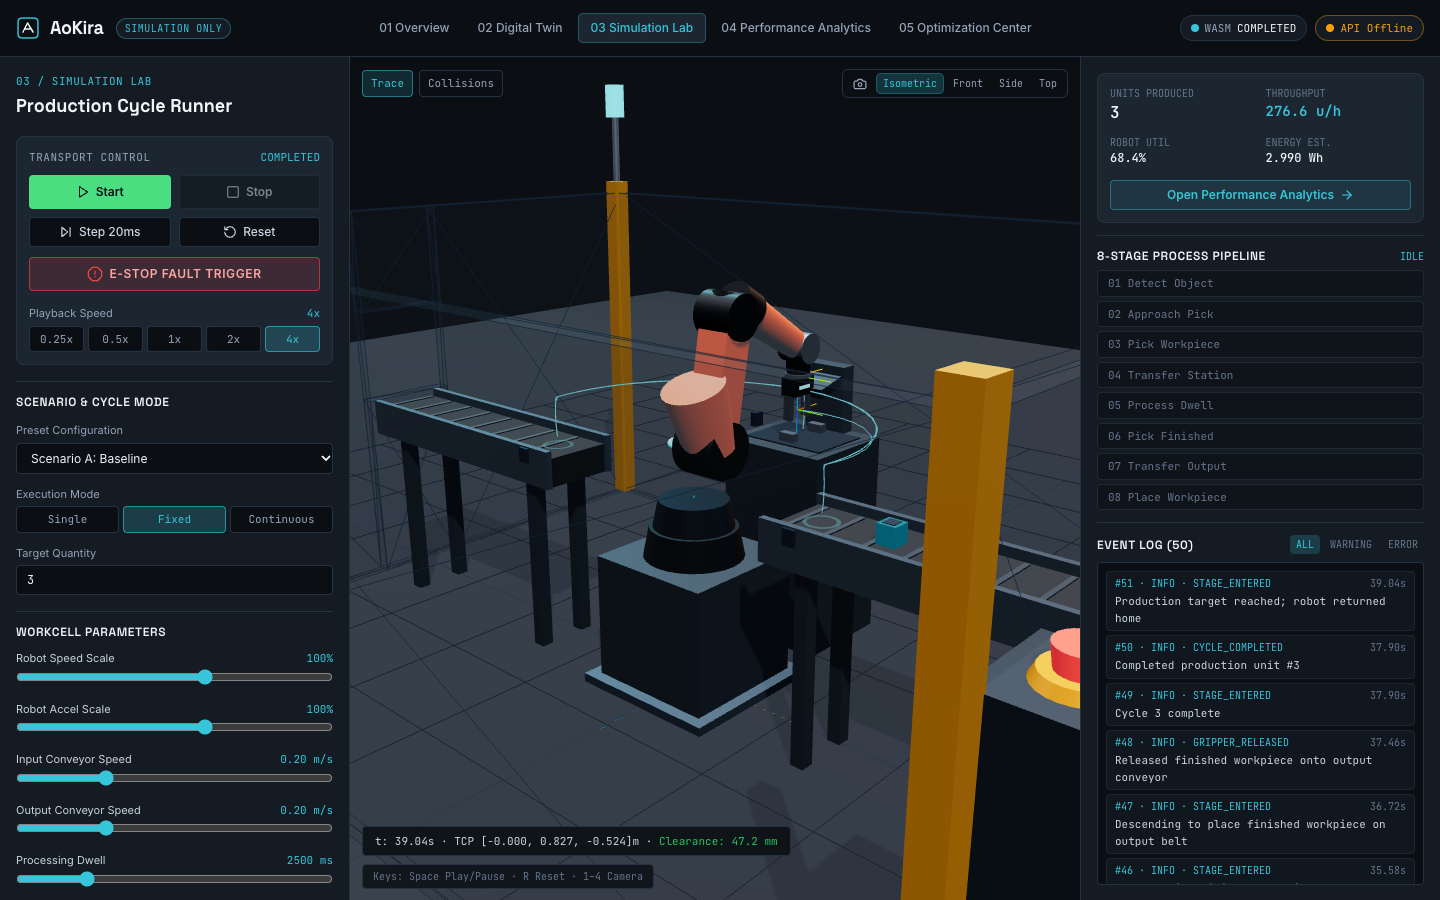 AoKira
SIMULATION ONLY
01 Overview
02 Digital Twin
03 Simulation Lab
04 Performance Analytics
05 Optimization Center
WASM COMPLETED
API Offline
03 / SIMULATION LAB
Production Cycle Runner
TRANSPORT CONTROL
COMPLETED
Start
Stop
Step 20ms
Reset
E-STOP FAULT TRIGGER
Playback Speed
4x
0.25x
0.5x
1x
2x
4x
SCENARIO & CYCLE MODE
Preset Configuration
Scenario A: Baseline
Execution Mode
Single
Fixed
Continuous
Target Quantity
3
WORKCELL PARAMETERS
Robot Speed Scale
100%
Robot Accel Scale
100%
Input Conveyor Speed
0.20 m/s
Output Conveyor Speed
0.20 m/s
Processing Dwell
2500 ms
Trace
Collisions
Isometric
Front
Side
Top
t: 39.04s · TCP [-0.000, 0.827, -0.524]m · Clearance: 47.2 mm
Keys: Space Play/Pause · R Reset · 1-4 Camera
UNITS PRODUCED
3
THROUGHPUT
276.6 u/h
ROBOT UTIL
68.4%
ENERGY EST.
2.990 Wh
Open Performance Analytics
8-STAGE PROCESS PIPELINE
IDLE
01 Detect Object
02 Approach Pick
03 Pick Workpiece
04 Transfer Station
05 Process Dwell
06 Pick Finished
07 Transfer Output
08 Place Workpiece
EVENT LOG (50)
ALL
WARNING
ERROR
#51 · INFO · STAGE_ENTERED
39.04s
Production target reached; robot returned
home
#50 · INFO · CYCLE_COMPLETED
37.90s
Completed production unit #3
#49 · INFO · STAGE_ENTERED
37.90s
Cycle 3 complete
#48 · INFO · GRIPPER_RELEASED
37.46s
Released finished workpiece onto output
conveyor
#47 · INFO · STAGE_ENTERED
36.72s
Descending to place finished workpiece on
output belt
#46 · INFO · STAGE_ENTERED
35.58s